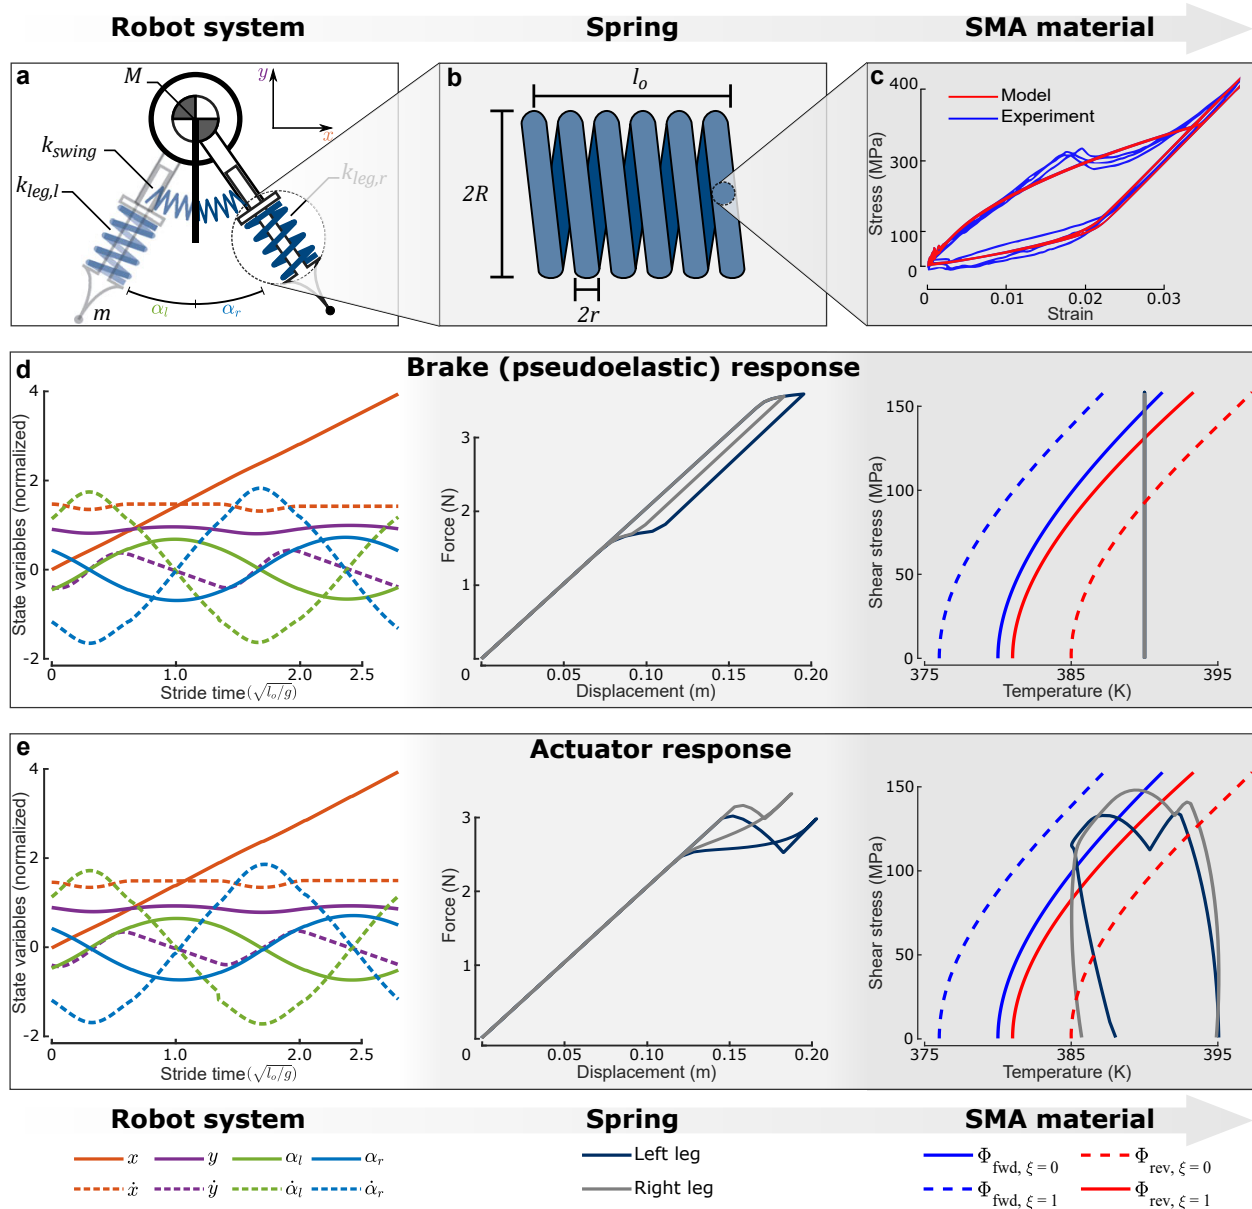 Robot system
Spring
SMA material
a
M
y
x
k_swing
k_leg,l
k_leg,r
α_l
α_r
m
b
l_o
2R
2r
c
400
300
100
0
Stress (MPa)
Model
Experiment
0
0.01
0.02
0.03
Strain
d
Brake (pseudoelastic) response
4
2
0
-2
State variables (normalized)
0
1.0
2.0
2.5
Stride time (√l_o/g)
3
2
1
0
Force (N)
0.05
0.10
0.15
0.20
Displacement (m)
150
100
50
0
Shear stress (MPa)
375
385
395
Temperature (K)
e
Actuator response
4
2
0
-2
State variables (normalized)
0
1.0
2.0
2.5
Stride time (√l_o/g)
3
2
1
0
Force (N)
0.05
0.10
0.15
0.20
Displacement (m)
150
100
50
0
Shear stress (MPa)
375
385
395
Temperature (K)
Robot system
Spring
SMA material
x
y
α_l
α_r
ẋ
ẏ
α̇_l
α̇_r
Left leg
Right leg
Φ_fwd, ξ = 0
Φ_rev, ξ = 0
Φ_fwd, ξ = 1
Φ_rev, ξ = 1